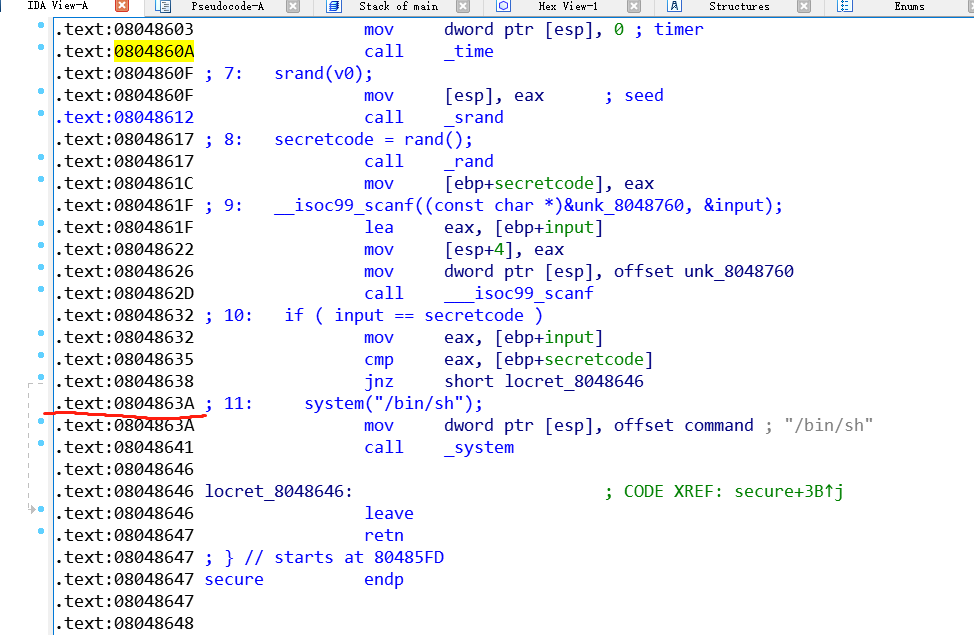 IDA View-A Pseudocode-A Stack of main Hex View-1 Structures Enums
.text:08048603 mov dword ptr [esp], 0 ; timer
.text:0804860A call _time
.text:0804860F ; 7: srand(v0);
.text:0804860F mov [esp], eax ; seed
.text:08048612 call _srand
.text:08048617 ; 8: secretcode = rand();
.text:08048617 call _rand
.text:0804861C mov [ebp+secretcode], eax
.text:0804861F ; 9: __isoc99_scanf((const char *)&unk_8048760, &input);
.text:0804861F lea eax, [ebp+input]
.text:08048622 mov [esp+4], eax
.text:08048626 mov dword ptr [esp], offset unk_8048760
.text:0804862D call ___isoc99_scanf
.text:08048632 ; 10: if ( input == secretcode )
.text:08048632 mov eax, [ebp+input]
.text:08048635 cmp eax, [ebp+secretcode]
.text:08048638 jnz short locret_8048646
.text:0804863A ; 11: system("/bin/sh");
.text:0804863A mov dword ptr [esp], offset command ; "/bin/sh"
.text:08048641 call _system
.text:08048646
.text:08048646 locret_8048646: ; CODE XREF: secure+3B↑j
.text:08048646 leave
.text:08048647 retn
.text:08048647 ; } // starts at 80485FD
.text:08048647 secure endp
.text:08048647
.text:08048648